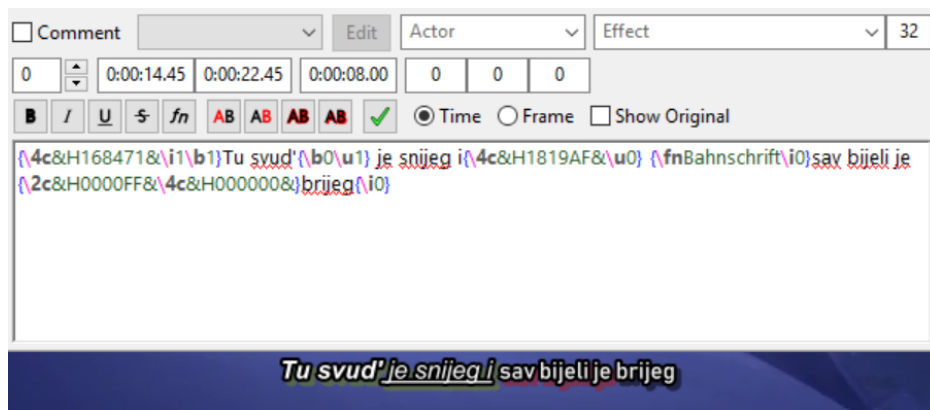 Comment Edit Actor Effect 32
0 0:00:14.45 0:00:22.45 0:00:08.00 0 0 0
B I U S fn AB AB AB AB Time Frame Show Original
{\4c&H168471&\i1\b1}Tu svud'{\b0\u1} je snijeg i{\4c&H1819AF&\u0} {\fnBahnschrift\i0}sav bijeli je
{\2c&H0000FF&\4c&H000000&}brijeg{\i0}
Tu svud' je snijeg i sav bijeli je brijeg